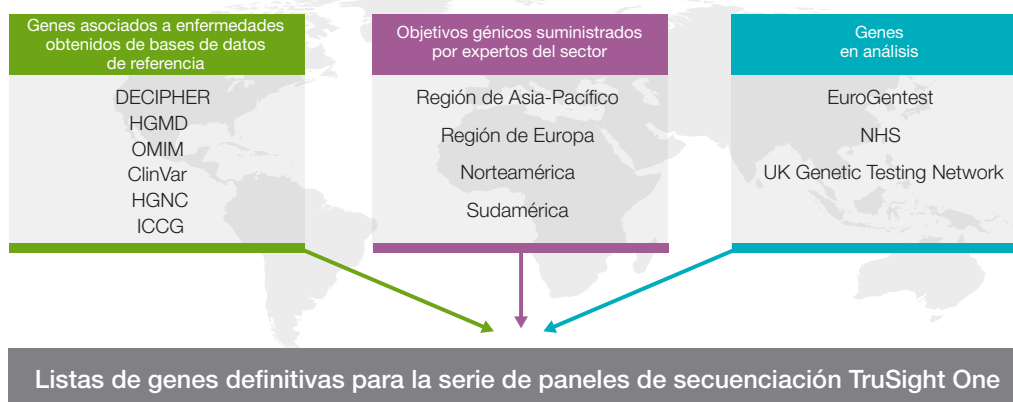 Genes asociados a enfermedades
obtenidos de bases de datos
de referencia
DECIPHER
HGMD
OMIM
ClinVar
HGNC
ICCG
Objetivos génicos suministrados
por expertos del sector
Región de Asia-Pacífico
Región de Europa
Norteamérica
Sudamérica
Genes
en análisis
EuroGentest
NHS
UK Genetic Testing Network
Listas de genes definitivas para la serie de paneles de secuenciación TruSight One